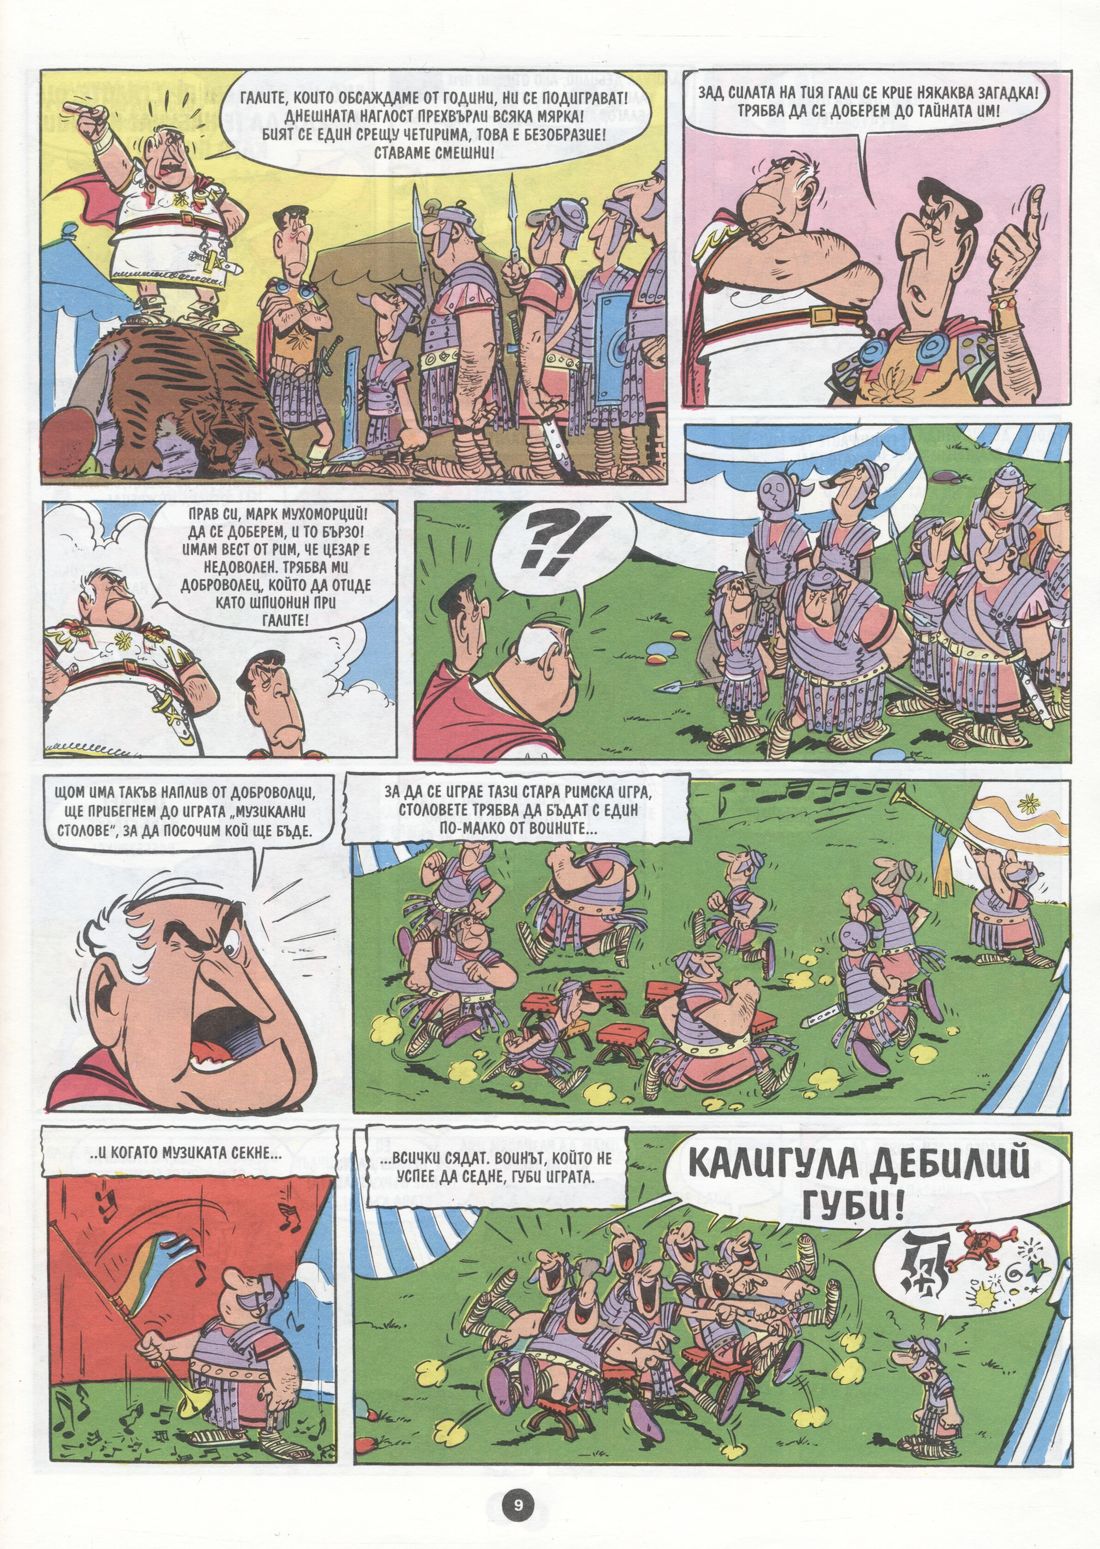 ГАЛИТЕ, КОИТО ОБСАЖДАМЕ ОТ ГОДИНИ, НИ СЕ ПОДИГРАВАТ!
ДНЕШНАТА НАГЛОСТ ПРЕХВЪРЛИ ВСЯКА МЯРКА!
БИЯТ СЕ ЕДИН СРЕЩУ ЧЕТИРИМА, ТОВА Е БЕЗОБРАЗИЕ!
СТАВАМЕ СМЕШНИ!
ЗАД СИЛАТА НА ТИЯ ГАЛИ СЕ КРИЕ НЯКАКВА ЗАГАДКА!
ТРЯБВА ДА СЕ ДОБЕРЕМ ДО ТАЙНАТА ИМ!
ПРАВ СИ, МАРК МУХОМОРЦИЙ!
ДА СЕ ДОБЕРЕМ, И ТО БЪРЗО!
ИМАМ ВЕСТ ОТ РИМ, ЧЕ ЦЕЗАР Е
НЕДОВОЛЕН. ТРЯБВА МИ
ДОБРОВОЛЕЦ, КОЙТО ДА ОТИДЕ
КАТО ШПИОНИН ПРИ
ГАЛИТЕ!
?!
ЩОМ ИМА ТАКЪВ НАПЛИВ ОТ ДОБРОВОЛЦИ,
ЩЕ ПРИБЕГНЕМ ДО ИГРАТА „МУЗИКАЛНИ
СТОЛОВЕ“, ЗА ДА ПОСОЧИМ КОЙ ЩЕ БЪДЕ.
ЗА ДА СЕ ИГРАЕ ТАЗИ СТАРА РИМСКА ИГРА,
СТОЛОВЕТЕ ТРЯБВА ДА БЪДАТ С ЕДИН
ПО-МАЛКО ОТ ВОИНИТЕ...
..И КОГАТО МУЗИКАТА СЕКНЕ...
...ВСИЧКИ СЯДАТ. ВОИНЪТ, КОЙТО НЕ
УСПЕЕ ДА СЕДНЕ, ГУБИ ИГРАТА.
КАЛИГУЛА ДЕБИЛИЙ
ГУБИ!
9